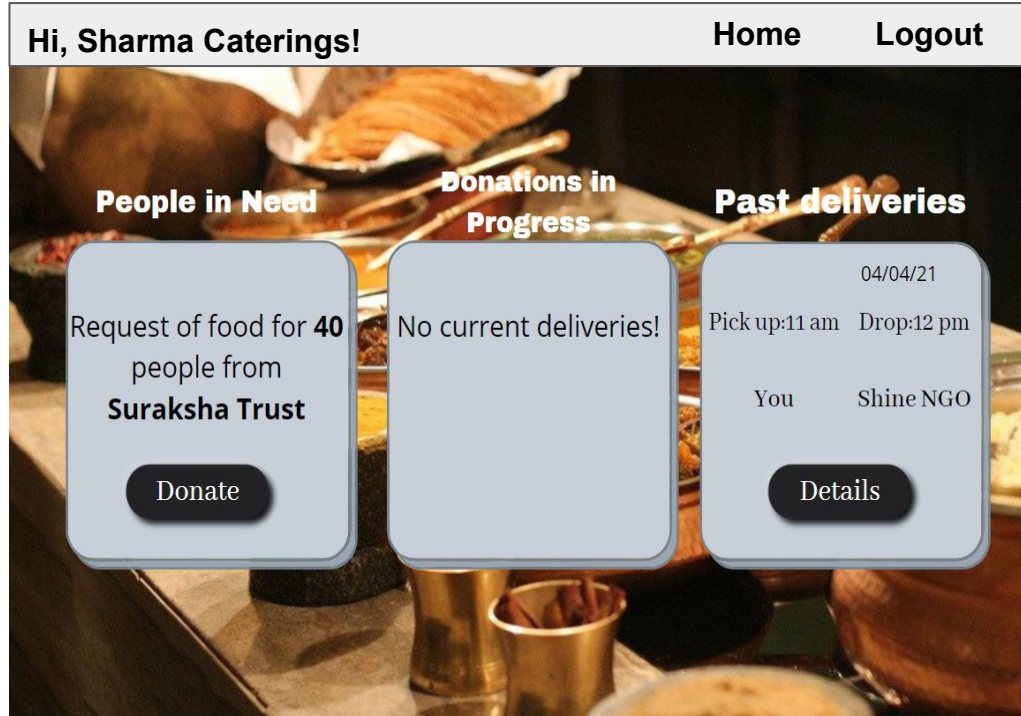 Hi, Sharma Caterings!
Home Logout
People in Need
Request of food for 40
people from
Suraksha Trust
Donate
Donations in
Progress
No current deliveries!
Past deliveries
04/04/21
Pick up:11 am Drop:12 pm
You Shine NGO
Details